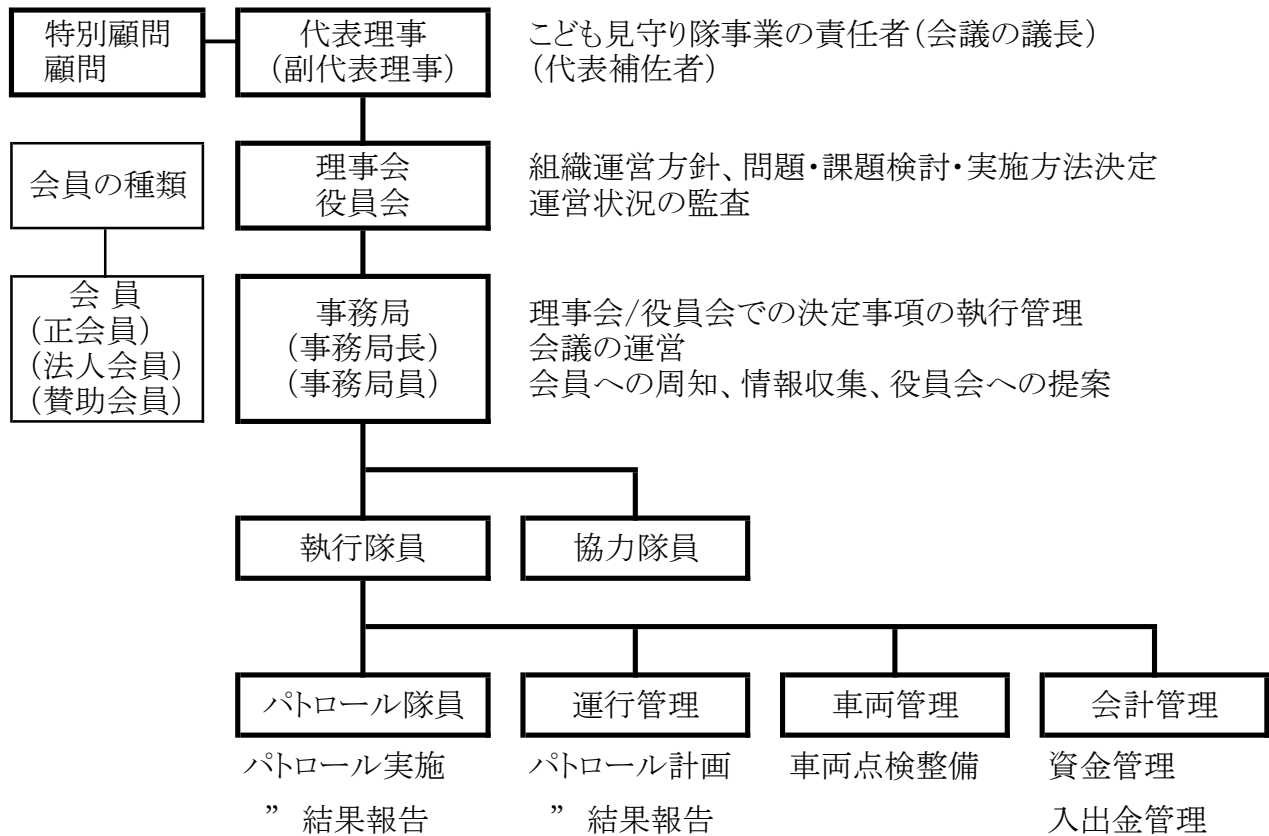 特別顧問
顧問
代表理事
(副代表理事)
こども見守り隊事業の責任者(会議の議長)
(代表補佐者)
会員の種類
理事会
役員会
組織運営方針、問題・課題検討・実施方法決定
運営状況の監査
会 員
(正会員)
(法人会員)
(賛助会員)
事務局
(事務局長)
(事務局員)
理事会/役員会での決定事項の執行管理
会議の運営
会員への周知、情報収集、役員会への提案
執行隊員
協力隊員
パトロール隊員
運行管理
車両管理
会計管理
パトロール実施
” 結果報告
パトロール計画
” 結果報告
車両点検整備
資金管理
入出金管理